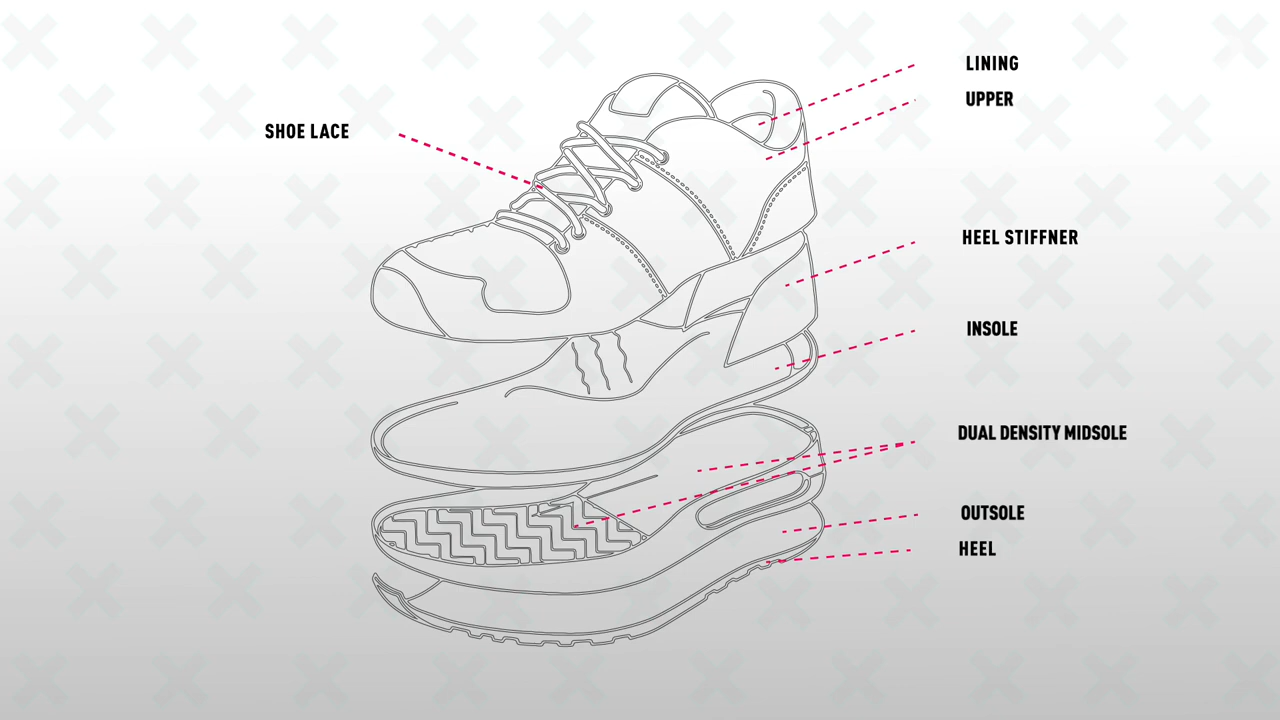 LINING
UPPER
SHOE LACE
HEEL STIFFNER
INSOLE
DUAL DENSITY MIDSOLE
OUTSOLE
HEEL